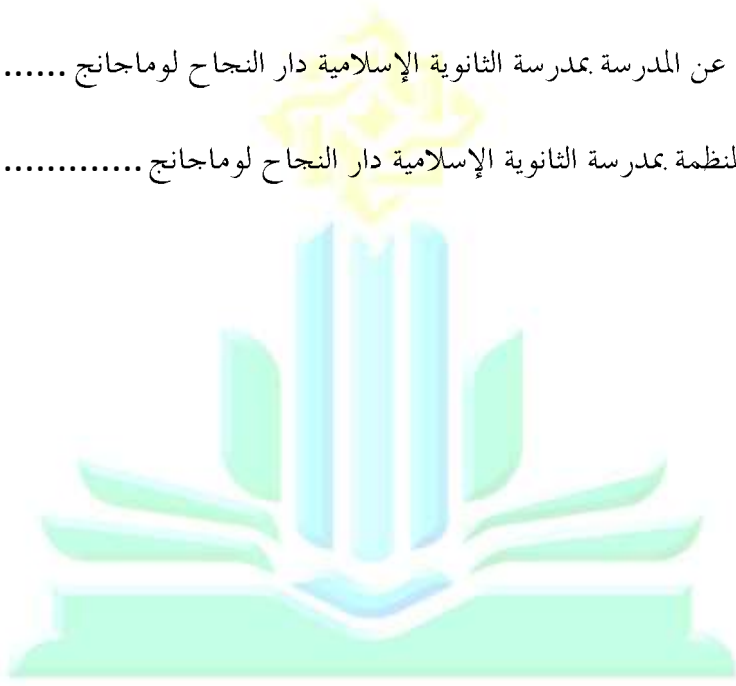 عن المدرسة بمدرسة الثانوية الإسلامية دار النجاح لوماجانج ......
لنظمة بمدرسة الثانوية الإسلامية دار النجاح لوماجانج .............